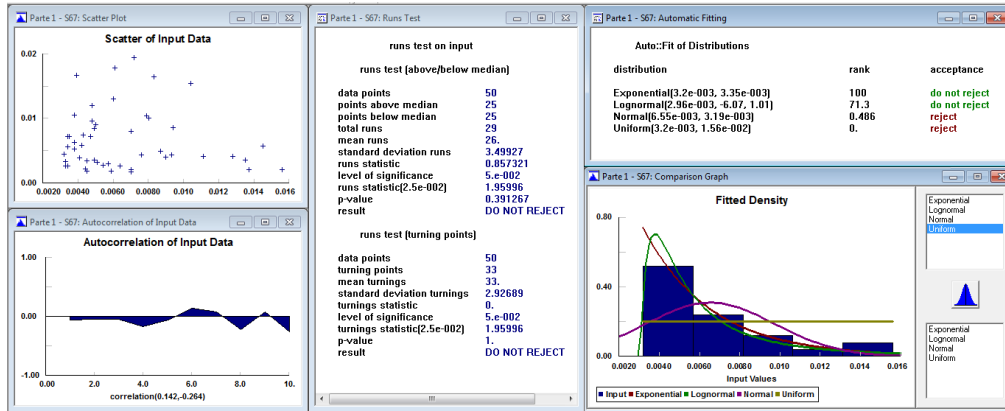 Parte 1 - S67: Scatter Plot
Scatter of Input Data
0.02
0.01
0.00
0.0020 0.0040 0.0060 0.0080 0.010 0.012 0.014 0.016
Parte 1 - S67: Autocorrelation of Input Data
Autocorrelation of Input Data
1.00
0.00
-1.00
0.00 2.0 4.0 6.0 8.0 10.
correlation(0.142,-0.264)
Parte 1 - S67: Runs Test
runs test on input
runs test (above/below median)
data points 50
points above median 25
points below median 25
total runs 29
mean runs 26.
standard deviation runs 3.49927
runs statistic 0.857321
level of significance 5.e-002
runs statistic(2.5e-002) 1.95996
p-value 0.391267
result DO NOT REJECT
runs test (turning points)
data points 50
turning points 33
mean turnings 33.
standard deviation turnings 2.92689
turnings statistic 0.
level of significance 5.e-002
turnings statistic(2.5e-002) 1.95996
p-value 1.
result DO NOT REJECT
Parte 1 - S67: Automatic Fitting
Auto::Fit of Distributions
distribution rank acceptance
Exponential(3.2e-003, 3.35e-003) 100 do not reject
Lognormal(2.96e-003, -6.07, 1.01) 71.3 do not reject
Normal(6.55e-003, 3.19e-003) 0.486 reject
Uniform(3.2e-003, 1.56e-002) 0. reject
Parte 1 - S67: Comparison Graph
Fitted Density
0.80
0.40
0.00
0.0020 0.0040 0.0060 0.0080 0.010 0.012 0.014 0.016
Input Values
Input Exponential Lognormal Normal Uniform
Exponential
Lognormal
Normal
Uniform
Exponential
Lognormal
Normal
Uniform